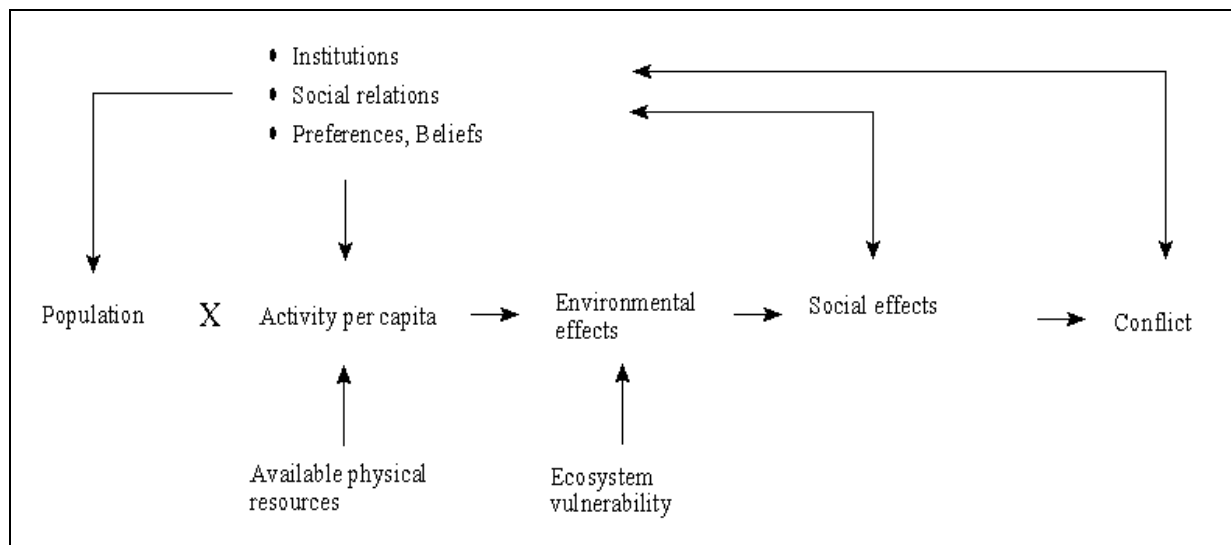 • Institutions
• Social relations
• Preferences, Beliefs
Population X Activity per capita
Environmental
effects
Social effects
Conflict
Available physical
resources
Ecosystem
vulnerability